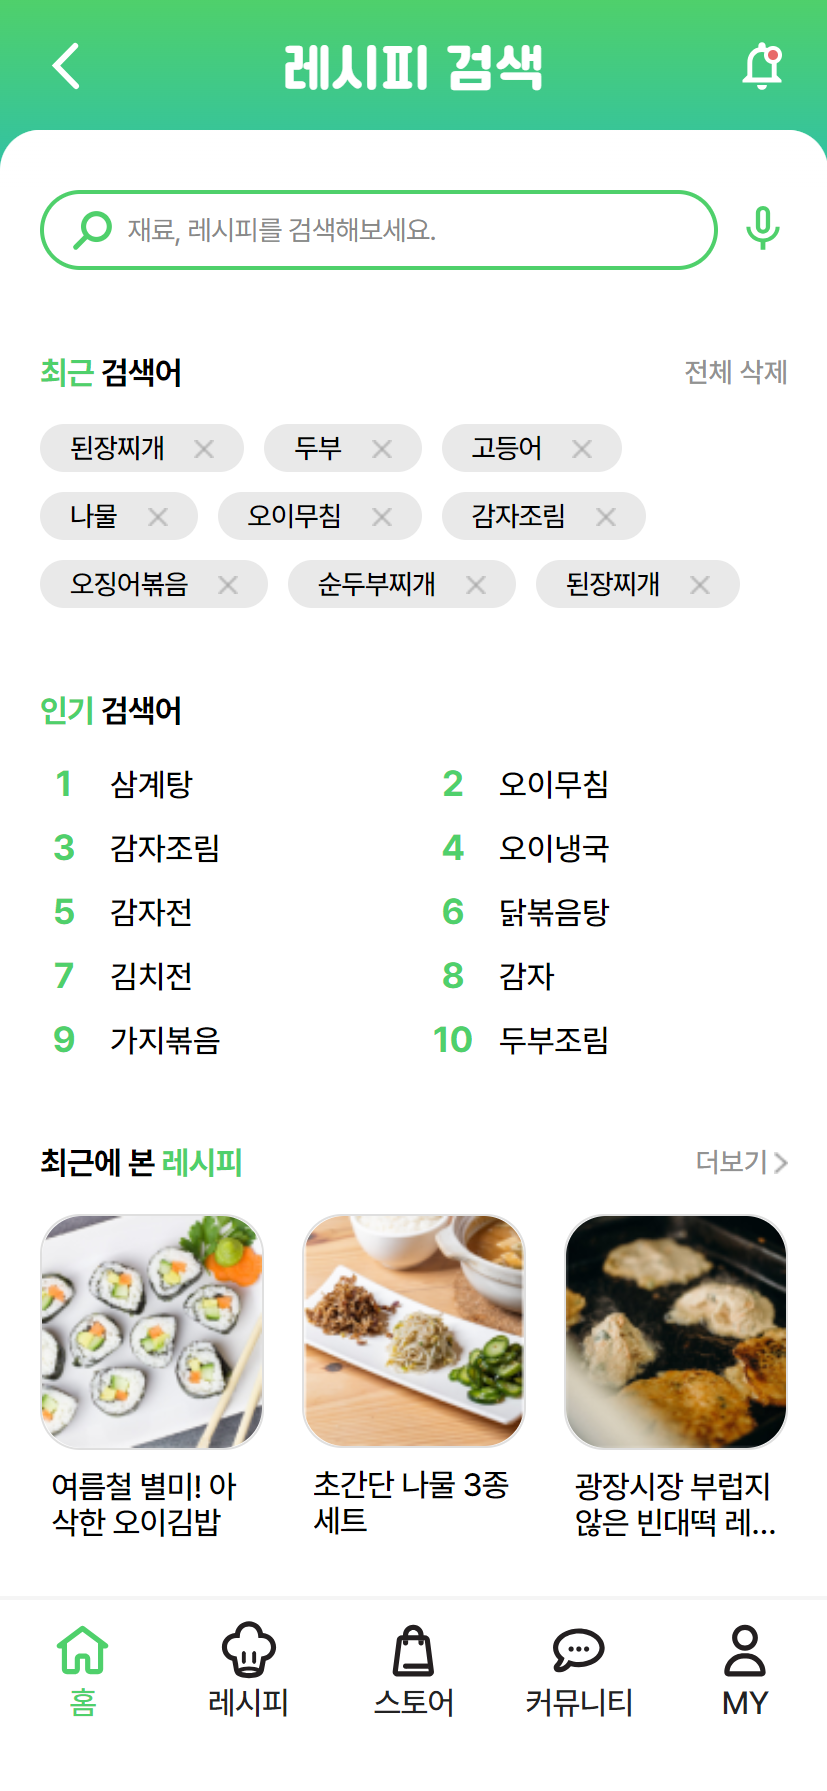 레시피 검색
재료, 레시피를 검색해보세요.
최근 검색어
전체 삭제
된장찌개
두부
고등어
나물
오이무침
감자조림
오징어볶음
순두부찌개
된장찌개
인기 검색어
1 삼계탕
2 오이무침
3 감자조림
4 오이냉국
5 감자전
6 닭볶음탕
7 김치전
8 감자
9 가지볶음
10 두부조림
최근에 본 레시피
더보기
여름철 별미! 아
삭한 오이김밥
초간단 나물 3종
세트
광장시장 부럽지
않은 빈대떡 레...
홈
레시피
스토어
커뮤니티
MY